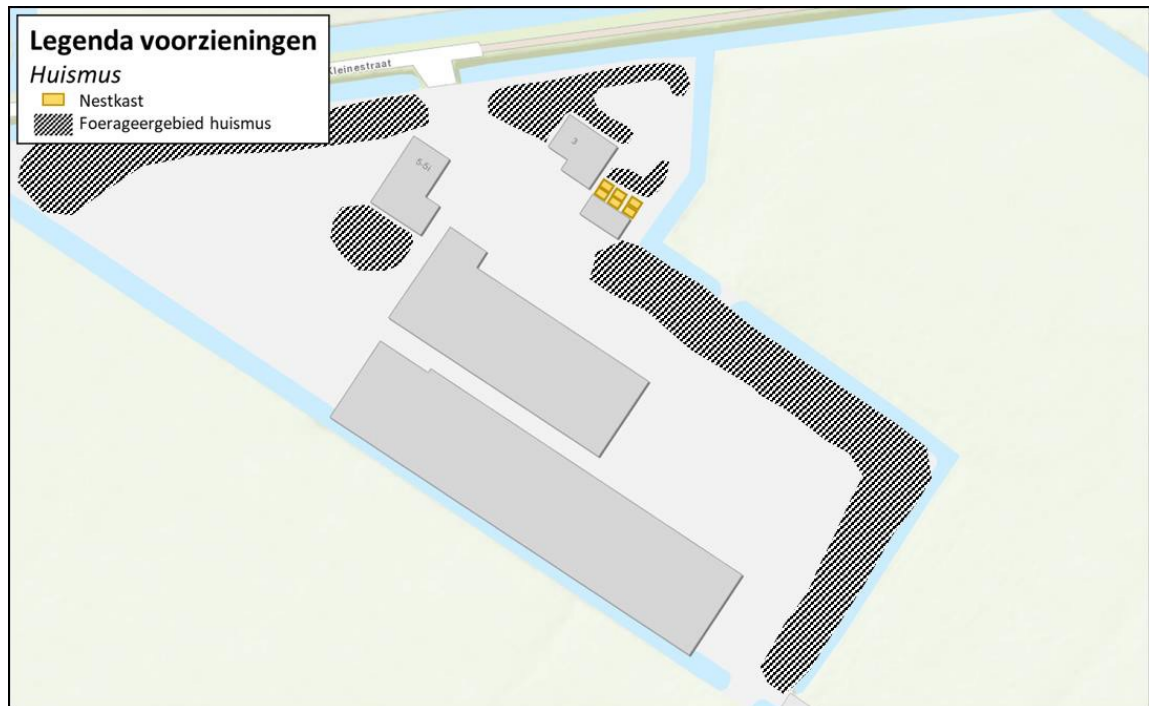 Legenda voorzieningen
Huismus
Nestkast
Foerageergebied huismus
Kleinestraat
3
5-5i